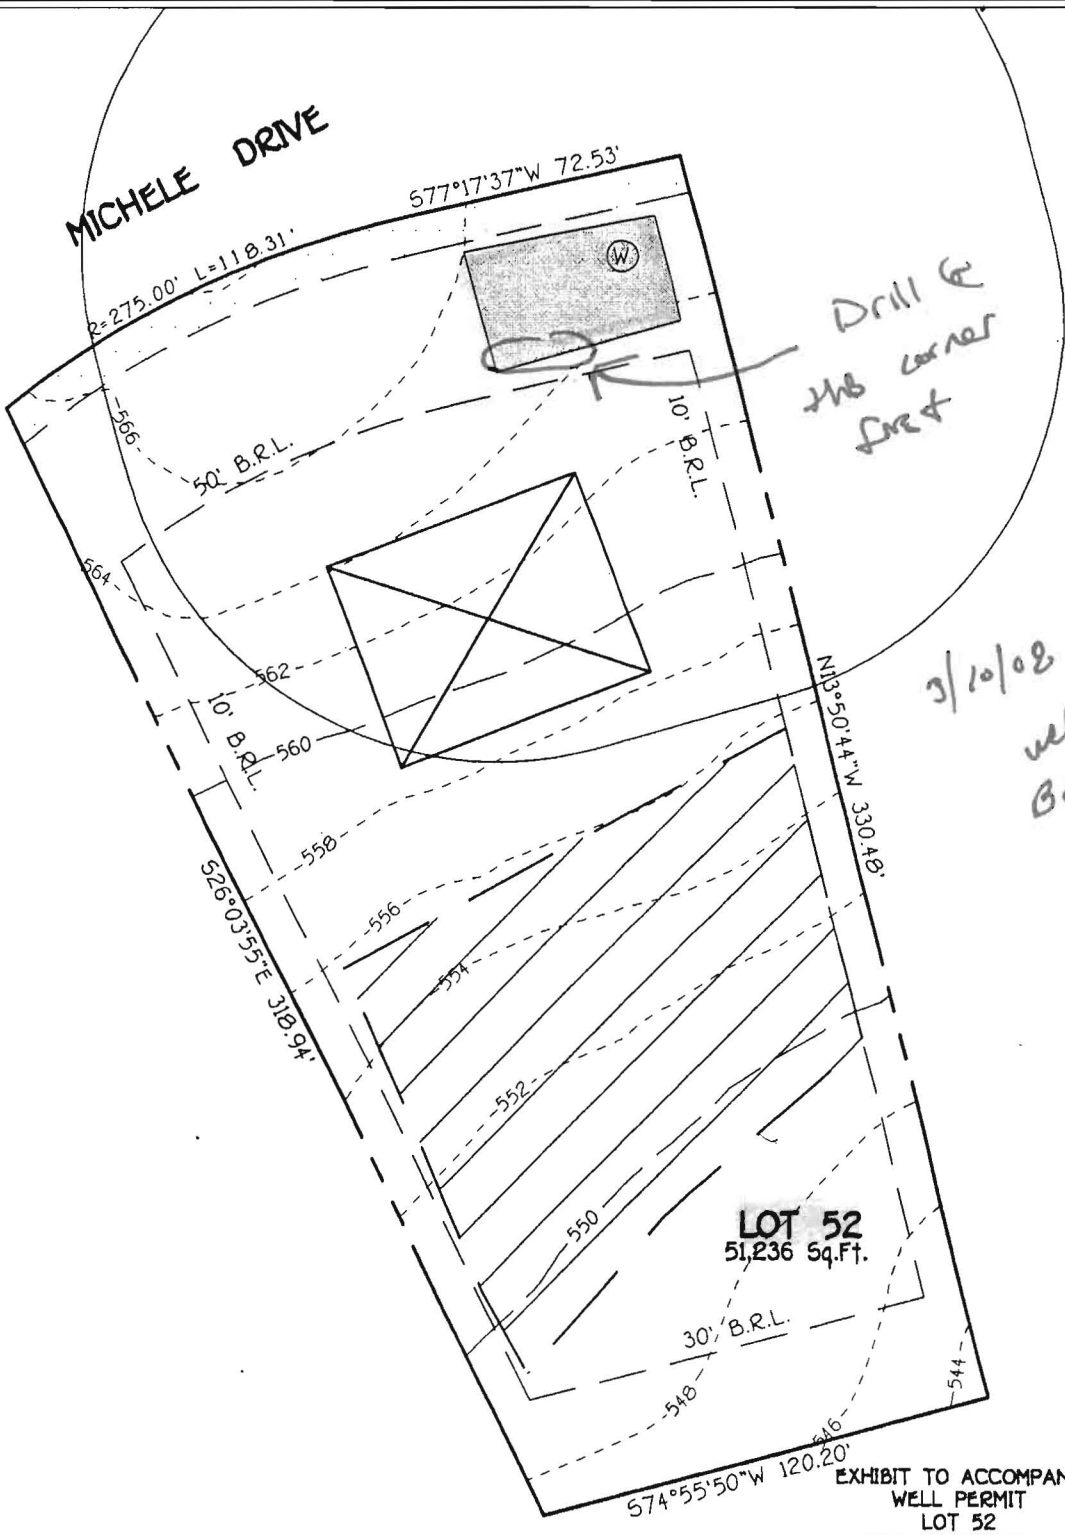 MICHELE DRIVE
S77°17'37"W 72.53'
R=275.00' L=118.31'
W
Drill @
this corner
first
566
50' B.R.L.
10' B.R.L.
564
562
10' B.R.L.
560
N13°50'44"W 330.48'
3/10/08
558
S26°03'55"E 318.94'
556
554
552
550
LOT 52
51,236 Sq.Ft.
30' B.R.L.
548
546
544
S74°55'50"W 120.20'
EXHIBIT TO ACCOMPAN
WELL PERMIT
LOT 52